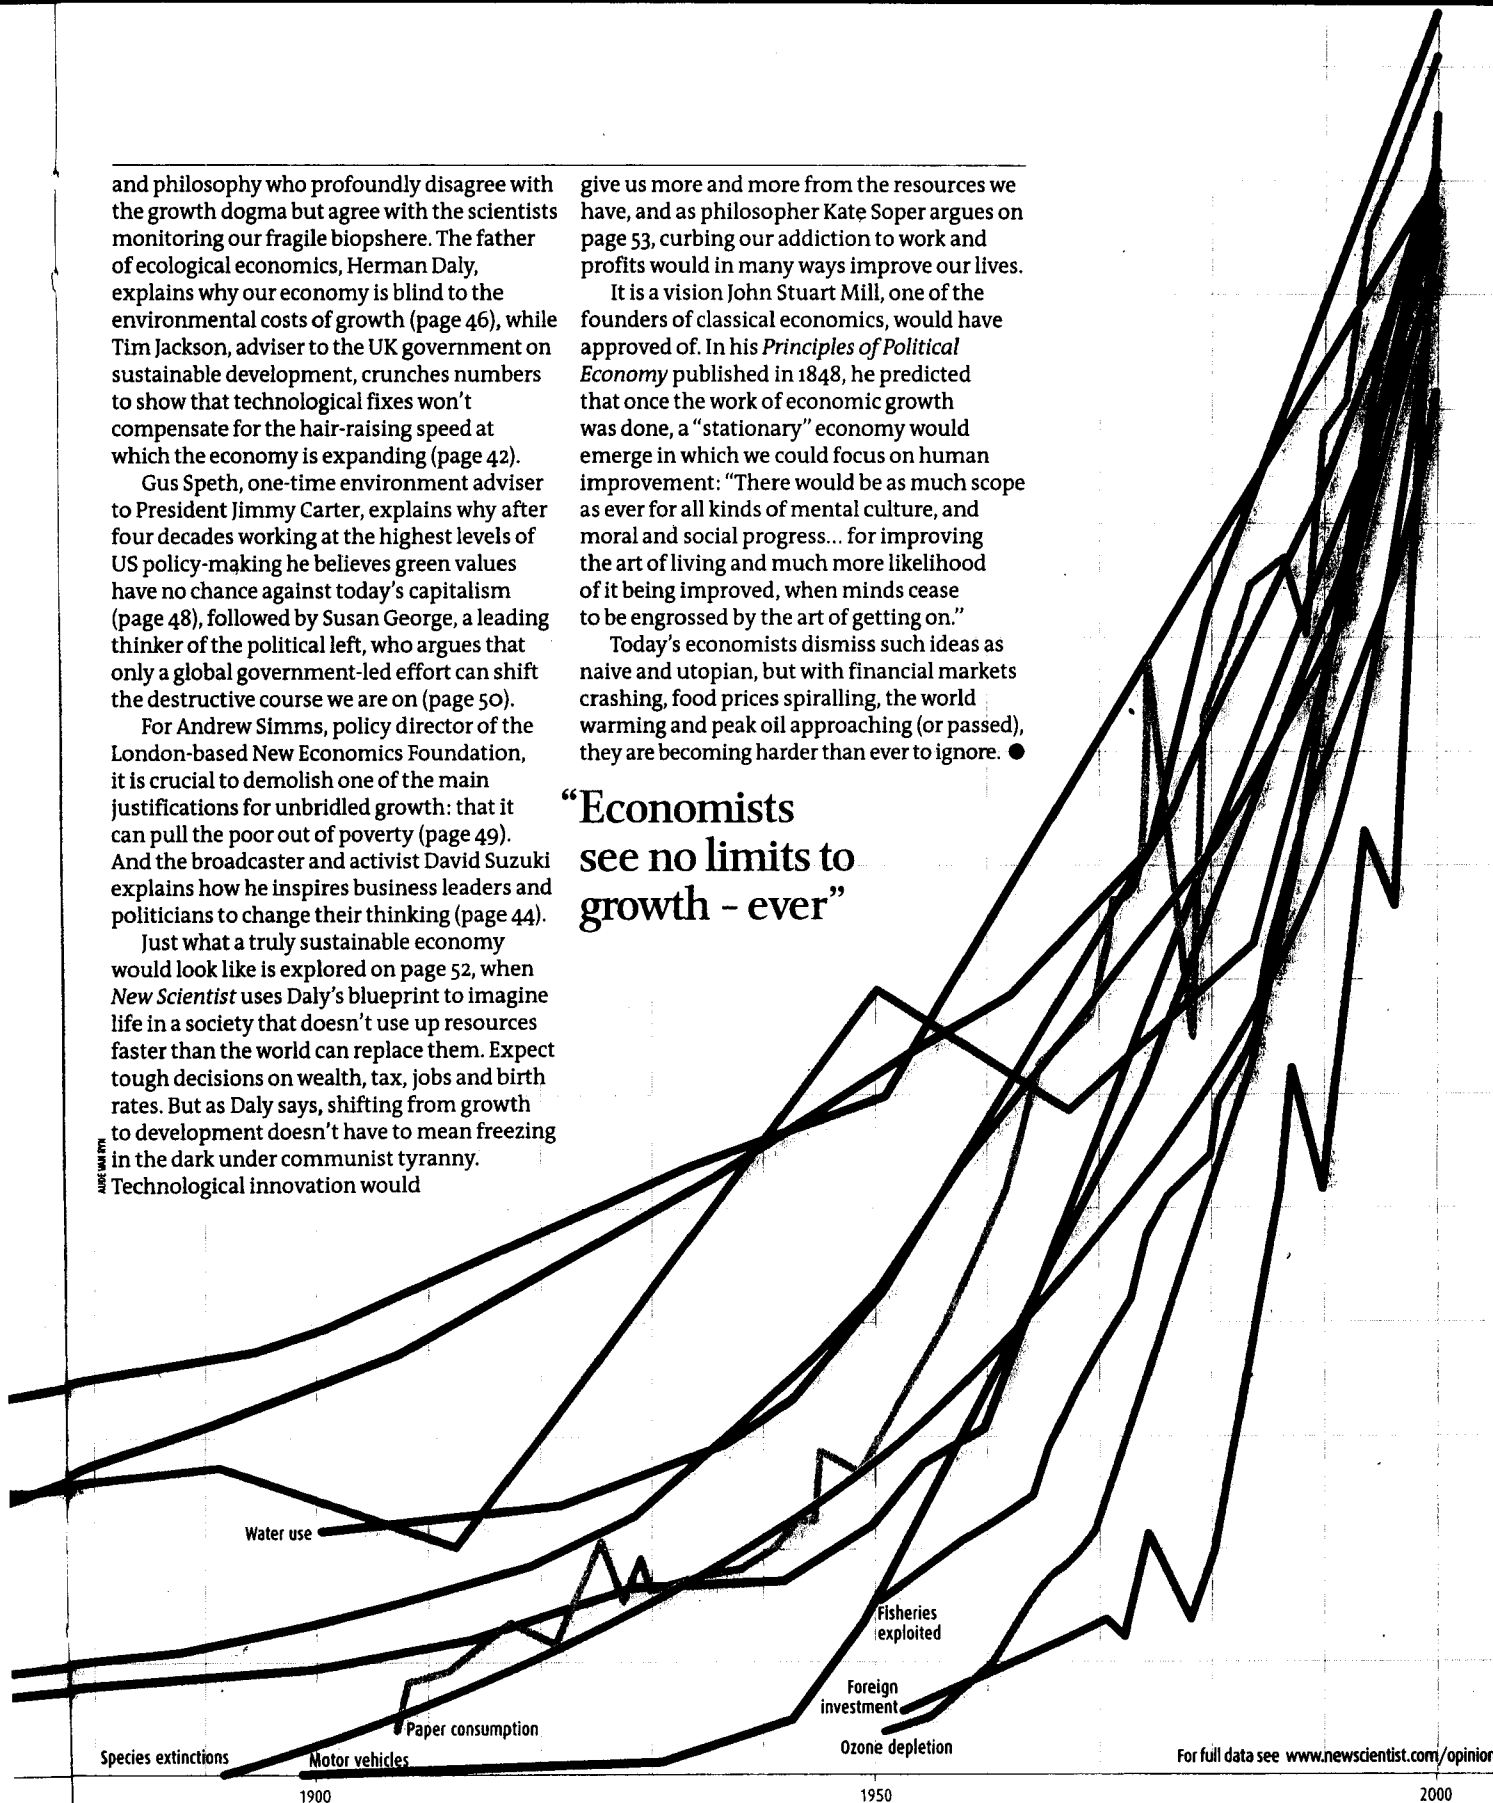 and philosophy who profoundly disagree with
the growth dogma but agree with the scientists
monitoring our fragile biopshere. The father
of ecological economics, Herman Daly,
explains why our economy is blind to the
environmental costs of growth (page 46), while
Tim Jackson, adviser to the UK government on
sustainable development, crunches numbers
to show that technological fixes won't
compensate for the hair-raising speed at
which the economy is expanding (page 42).
Gus Speth, one-time environment adviser
to President Jimmy Carter, explains why after
four decades working at the highest levels of
US policy-making he believes green values
have no chance against today's capitalism
(page 48), followed by Susan George, a leading
thinker of the political left, who argues that
only a global government-led effort can shift
the destructive course we are on (page 50).
For Andrew Simms, policy director of the
London-based New Economics Foundation,
it is crucial to demolish one of the main
justifications for unbridled growth: that it
can pull the poor out of poverty (page 49).
And the broadcaster and activist David Suzuki
explains how he inspires business leaders and
politicians to change their thinking (page 44).
Just what a truly sustainable economy
would look like is explored on page 52, when
New Scientist uses Daly's blueprint to imagine
life in a society that doesn't use up resources
faster than the world can replace them. Expect
tough decisions on wealth, tax, jobs and birth
rates. But as Daly says, shifting from growth
to development doesn't have to mean freezing
in the dark under communist tyranny.
Technological innovation would
give us more and more from the resources we
have, and as philosopher Kate Soper argues on
page 53, curbing our addiction to work and
profits would in many ways improve our lives.
It is a vision John Stuart Mill, one of the
founders of classical economics, would have
approved of. In his Principles of Political
Economy published in 1848, he predicted
that once the work of economic growth
was done, a "stationary" economy would
emerge in which we could focus on human
improvement: "There would be as much scope
as ever for all kinds of mental culture, and
moral and social progress... for improving
the art of living and much more likelihood
of it being improved, when minds cease
to be engrossed by the art of getting on."
Today's economists dismiss such ideas as
naive and utopian, but with financial markets
crashing, food prices spiralling, the world
warming and peak oil approaching (or passed),
they are becoming harder than ever to ignore. ●
"Economists
see no limits to
growth – ever"
AUDE VAN RYN
Water use
Fisheries
exploited
Foreign
investment
Paper consumption
Ozone depletion
Species extinctions
Motor vehicles
For full data see www.newscientist.com/opinion
1900
1950
2000